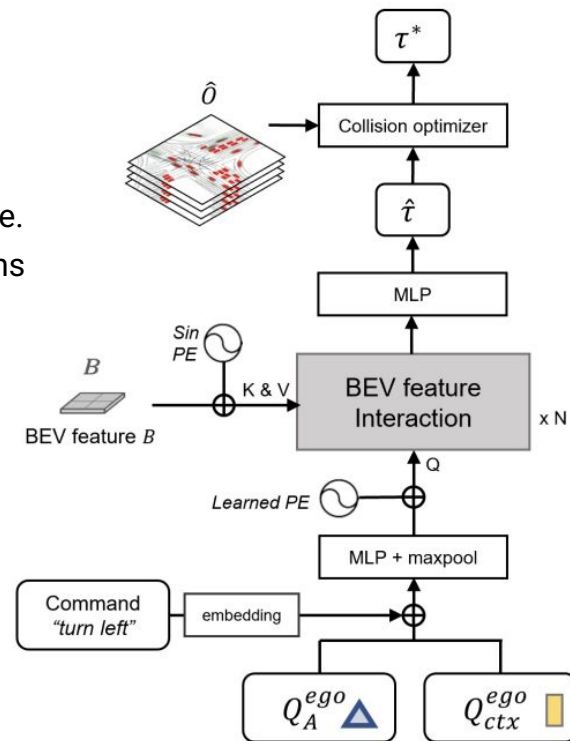 τ*
Ô
Collision optimizer
e.
τ̂
ns
MLP
Sin
PE
B
K & V
BEV feature
Interaction
x N
BEV feature B
Q
Learned PE
MLP + maxpool
Command
"turn left"
embedding
Q_A^ego
Q_ctx^ego